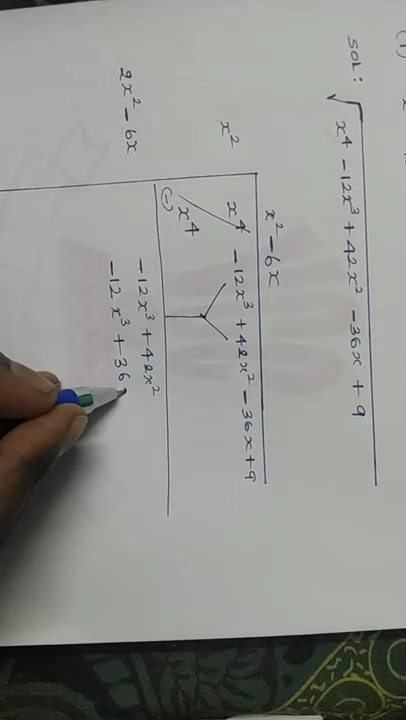 (1)
SOL: √x⁴ - 12x³ + 42x² - 36x + 9
x² - 6x
x² x⁴ - 12x³ + 42x² - 36x + 9
(-) x⁴
2x² - 6x -12x³ + 42x²
-12x³ + 36